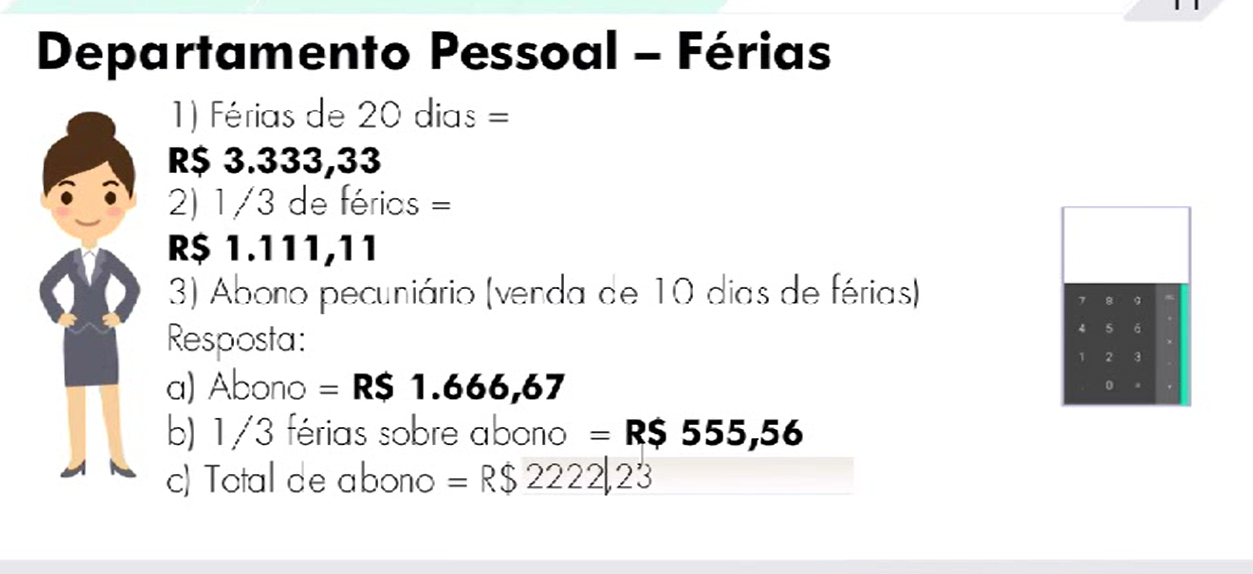 11
Departamento Pessoal – Férias
1) Férias de 20 dias =
R$ 3.333,33
2) 1/3 de férias =
R$ 1.111,11
3) Abono pecuniário (venda de 10 dias de férias)
Resposta:
a) Abono = R$ 1.666,67
b) 1/3 férias sobre abono = R$ 555,56
c) Total de abono = R$ 2222,23
7 8 9
4 5 6
1 2 3
. 0 =